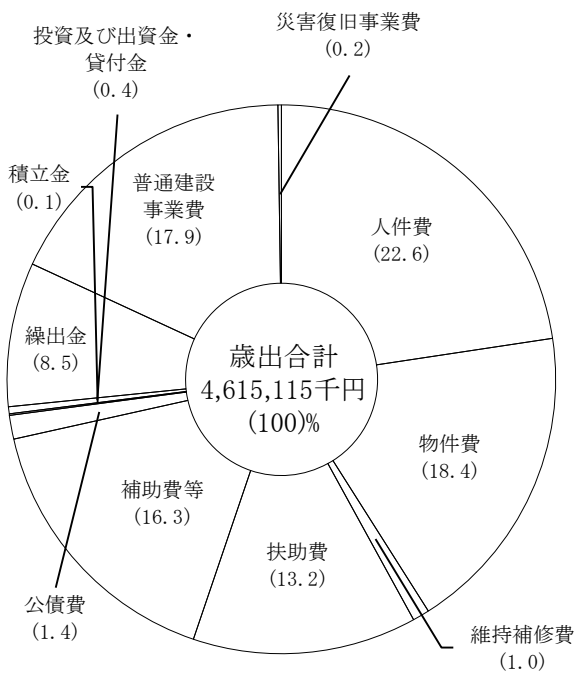 災害復旧事業費
(0.2)
投資及び出資金・
貸付金
(0.4)
積立金
(0.1)
普通建設
事業費
(17.9)
人件費
(22.6)
繰出金
(8.5)
歳出合計
4,615,115千円
(100)%
物件費
(18.4)
補助費等
(16.3)
扶助費
(13.2)
公債費
(1.4)
維持補修費
(1.0)